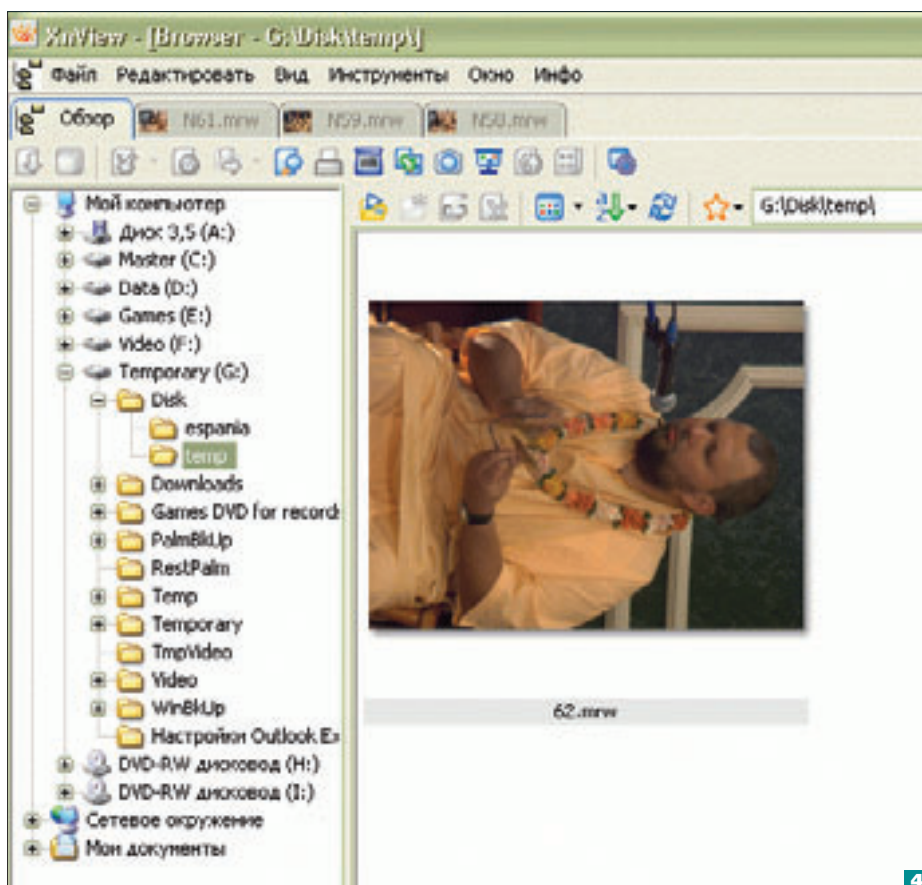 XnView - [Browser - G:\Disk\temp\]
Файл Редактировать Вид Инструменты Окно Инфо
Обзор N61.mrw N59.mrw N58.mrw
G:\Disk\temp\
Мой компьютер
Диск 3,5 (A:)
Master (C:)
Data (D:)
Games (E:)
Video (F:)
Temporary (G:)
Disk
espania
temp
Downloads
Games DVD for record
PalmBkUp
RestPalm
Temp
Temporary
TmpVideo
Video
WinBkUp
Настройки Outlook Ex
DVD-RW дисковод (H:)
DVD-RW дисковод (I:)
Сетевое окружение
Мои документы
62.mrw